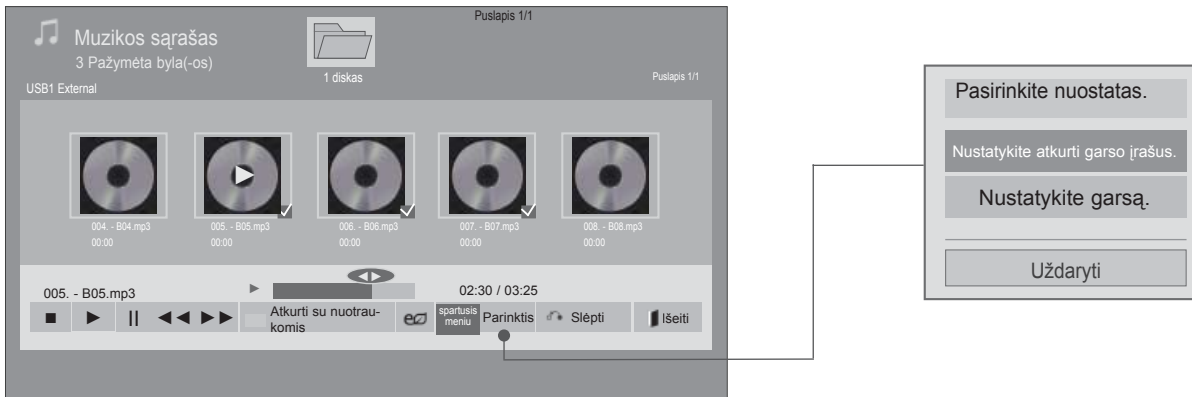 Puslapis 1/1
Muzikos sąrašas
3 Pažymėta byla(-os)
1 diskas
Puslapis 1/1
USB1 External
004. - B04.mp3
00:00
005. - B05.mp3
00:00
006. - B06.mp3
00:00
007. - B07.mp3
00:00
008. - B08.mp3
00:00
005. - B05.mp3
02:30 / 03:25
Atkurti su nuotrau-
komis
spartusis
meniu
Parinktis
Slėpti
Išeiti
Pasirinkite nuostatas.
Nustatykite atkurti garso įrašus.
Nustatykite garsą.
Uždaryti